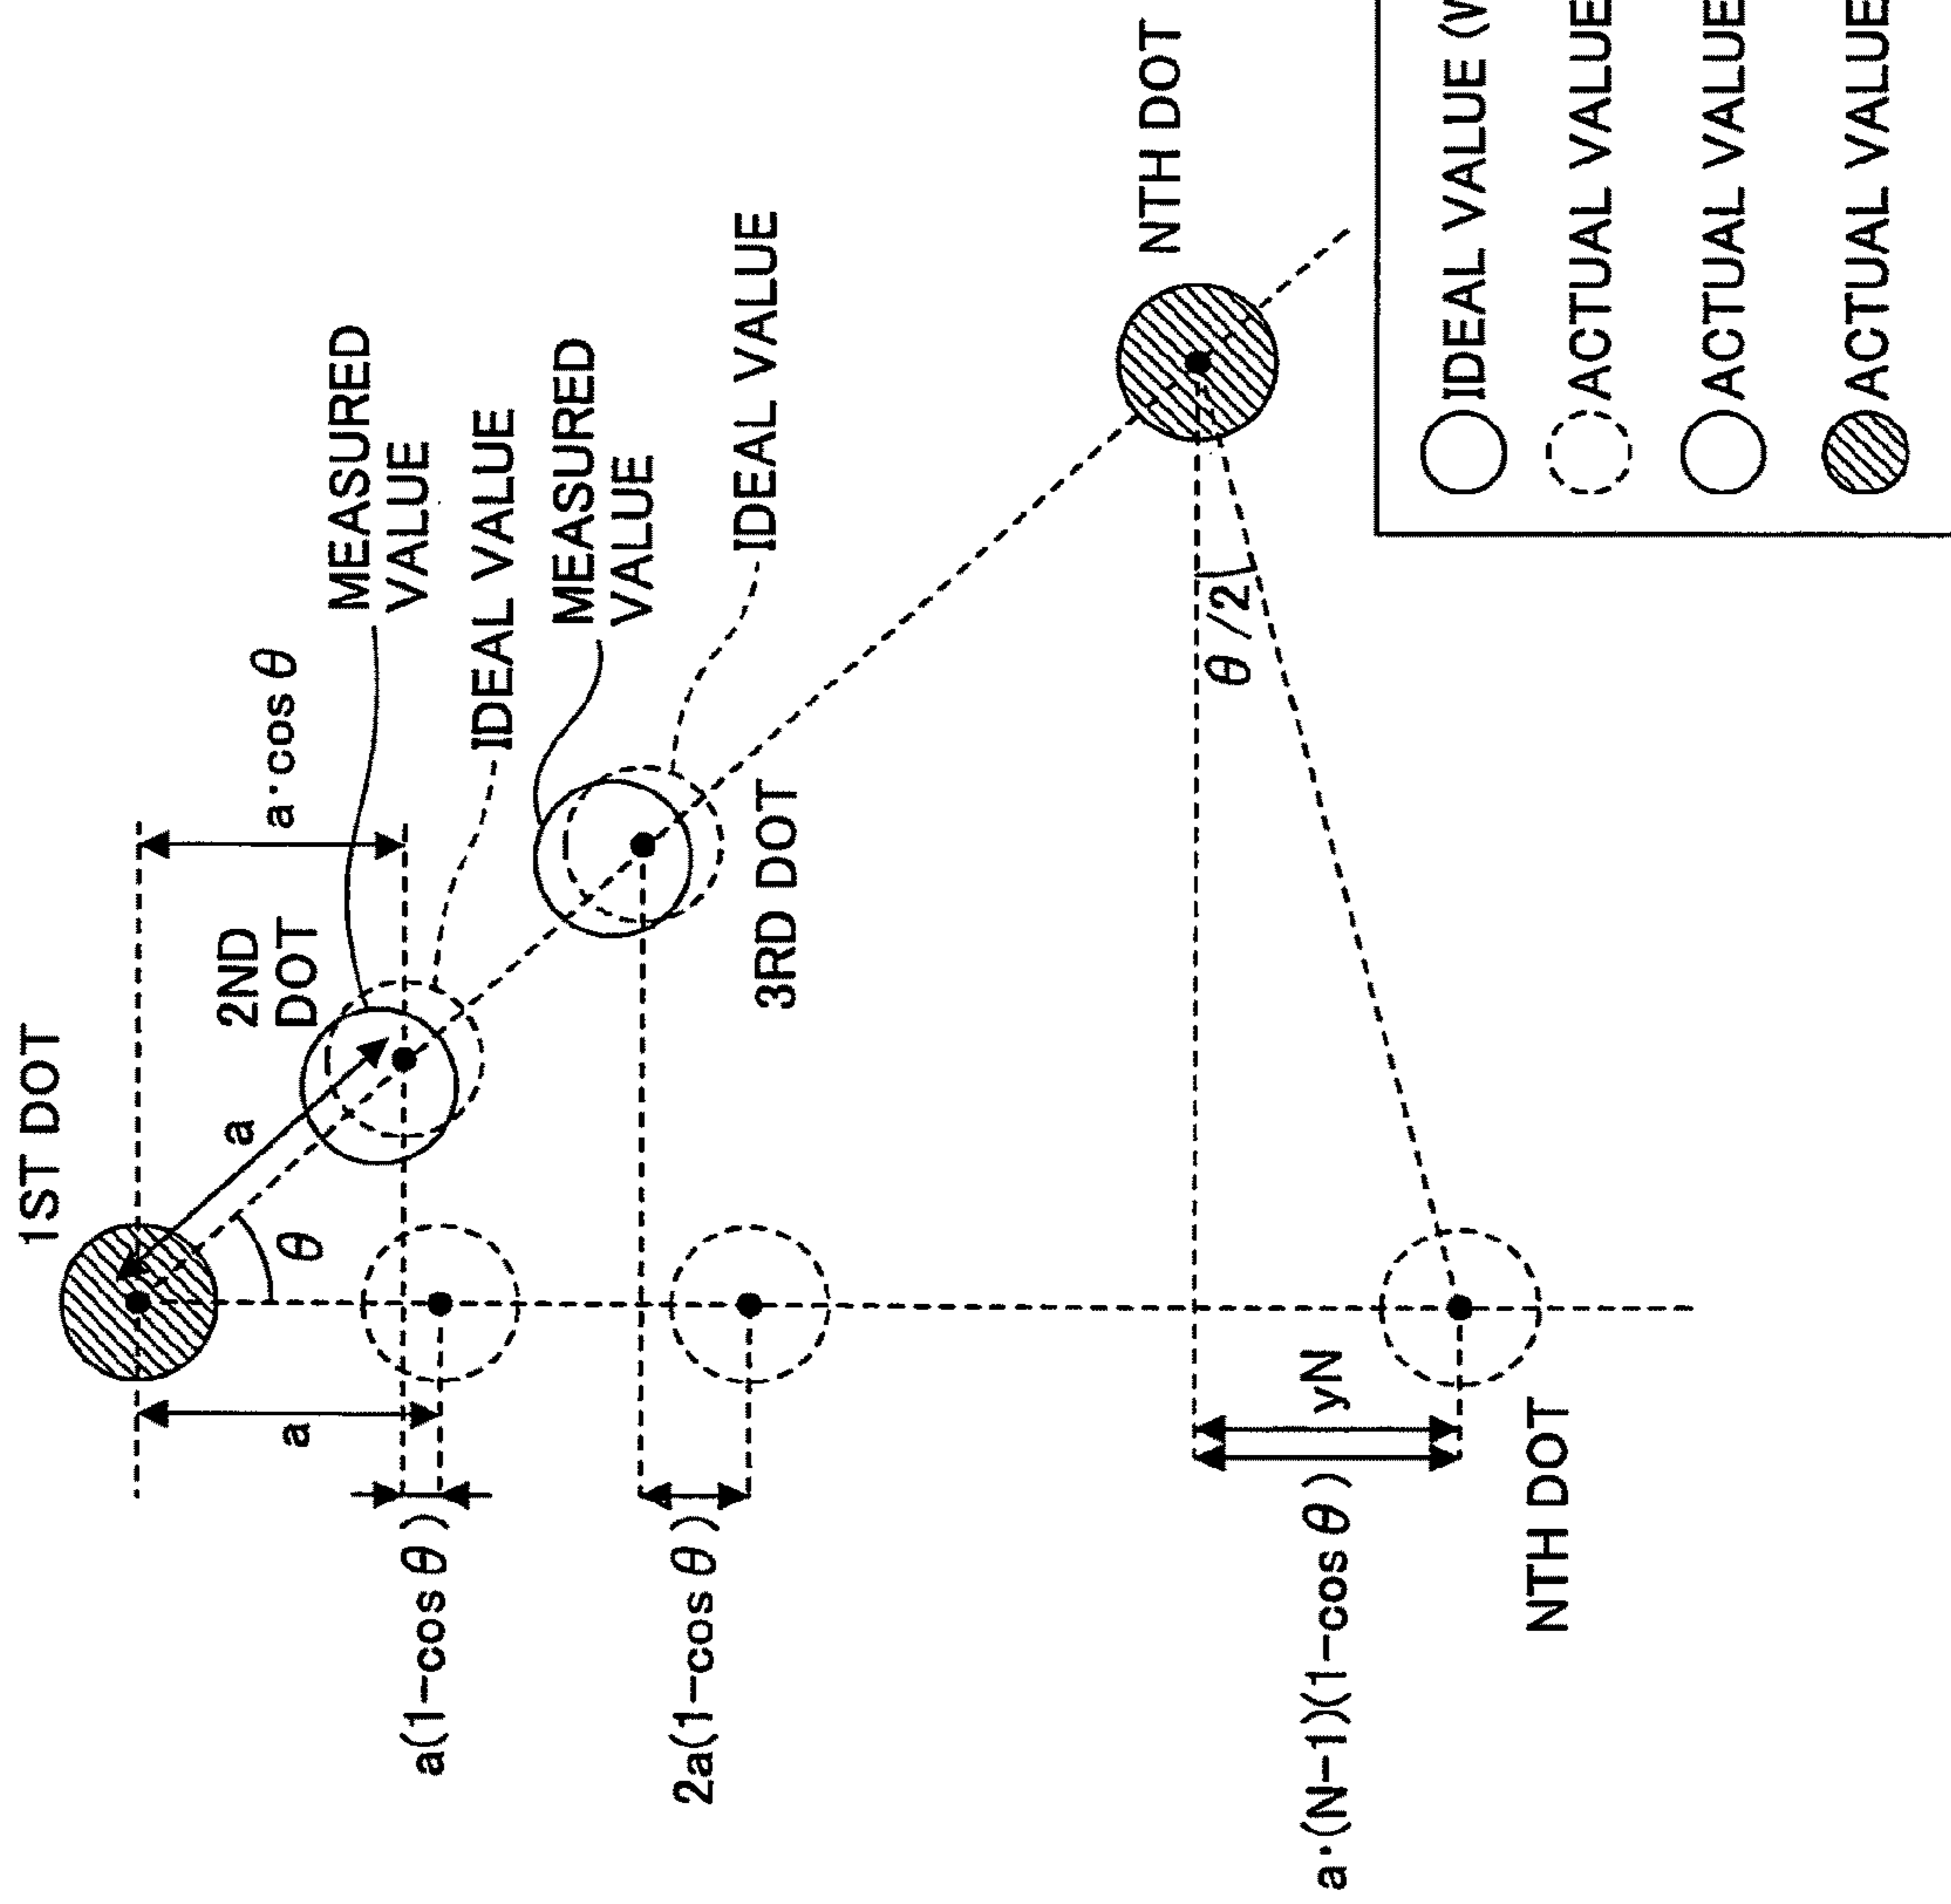 1ST DOT
2ND
DOT
3RD DOT
NTH DOT
MEASURED
VALUE
IDEAL VALUE
MEASURED
VALUE
IDEAL VALUE
a
a·cos θ
θ
a
a(1-cos θ)
2a(1-cos θ)
a·(N-1)(1-cos θ)
yN
θ/2
NTH DOT
IDEAL VALUE
ACTUAL VALUE
ACTUAL VALUE
ACTUAL VALUE